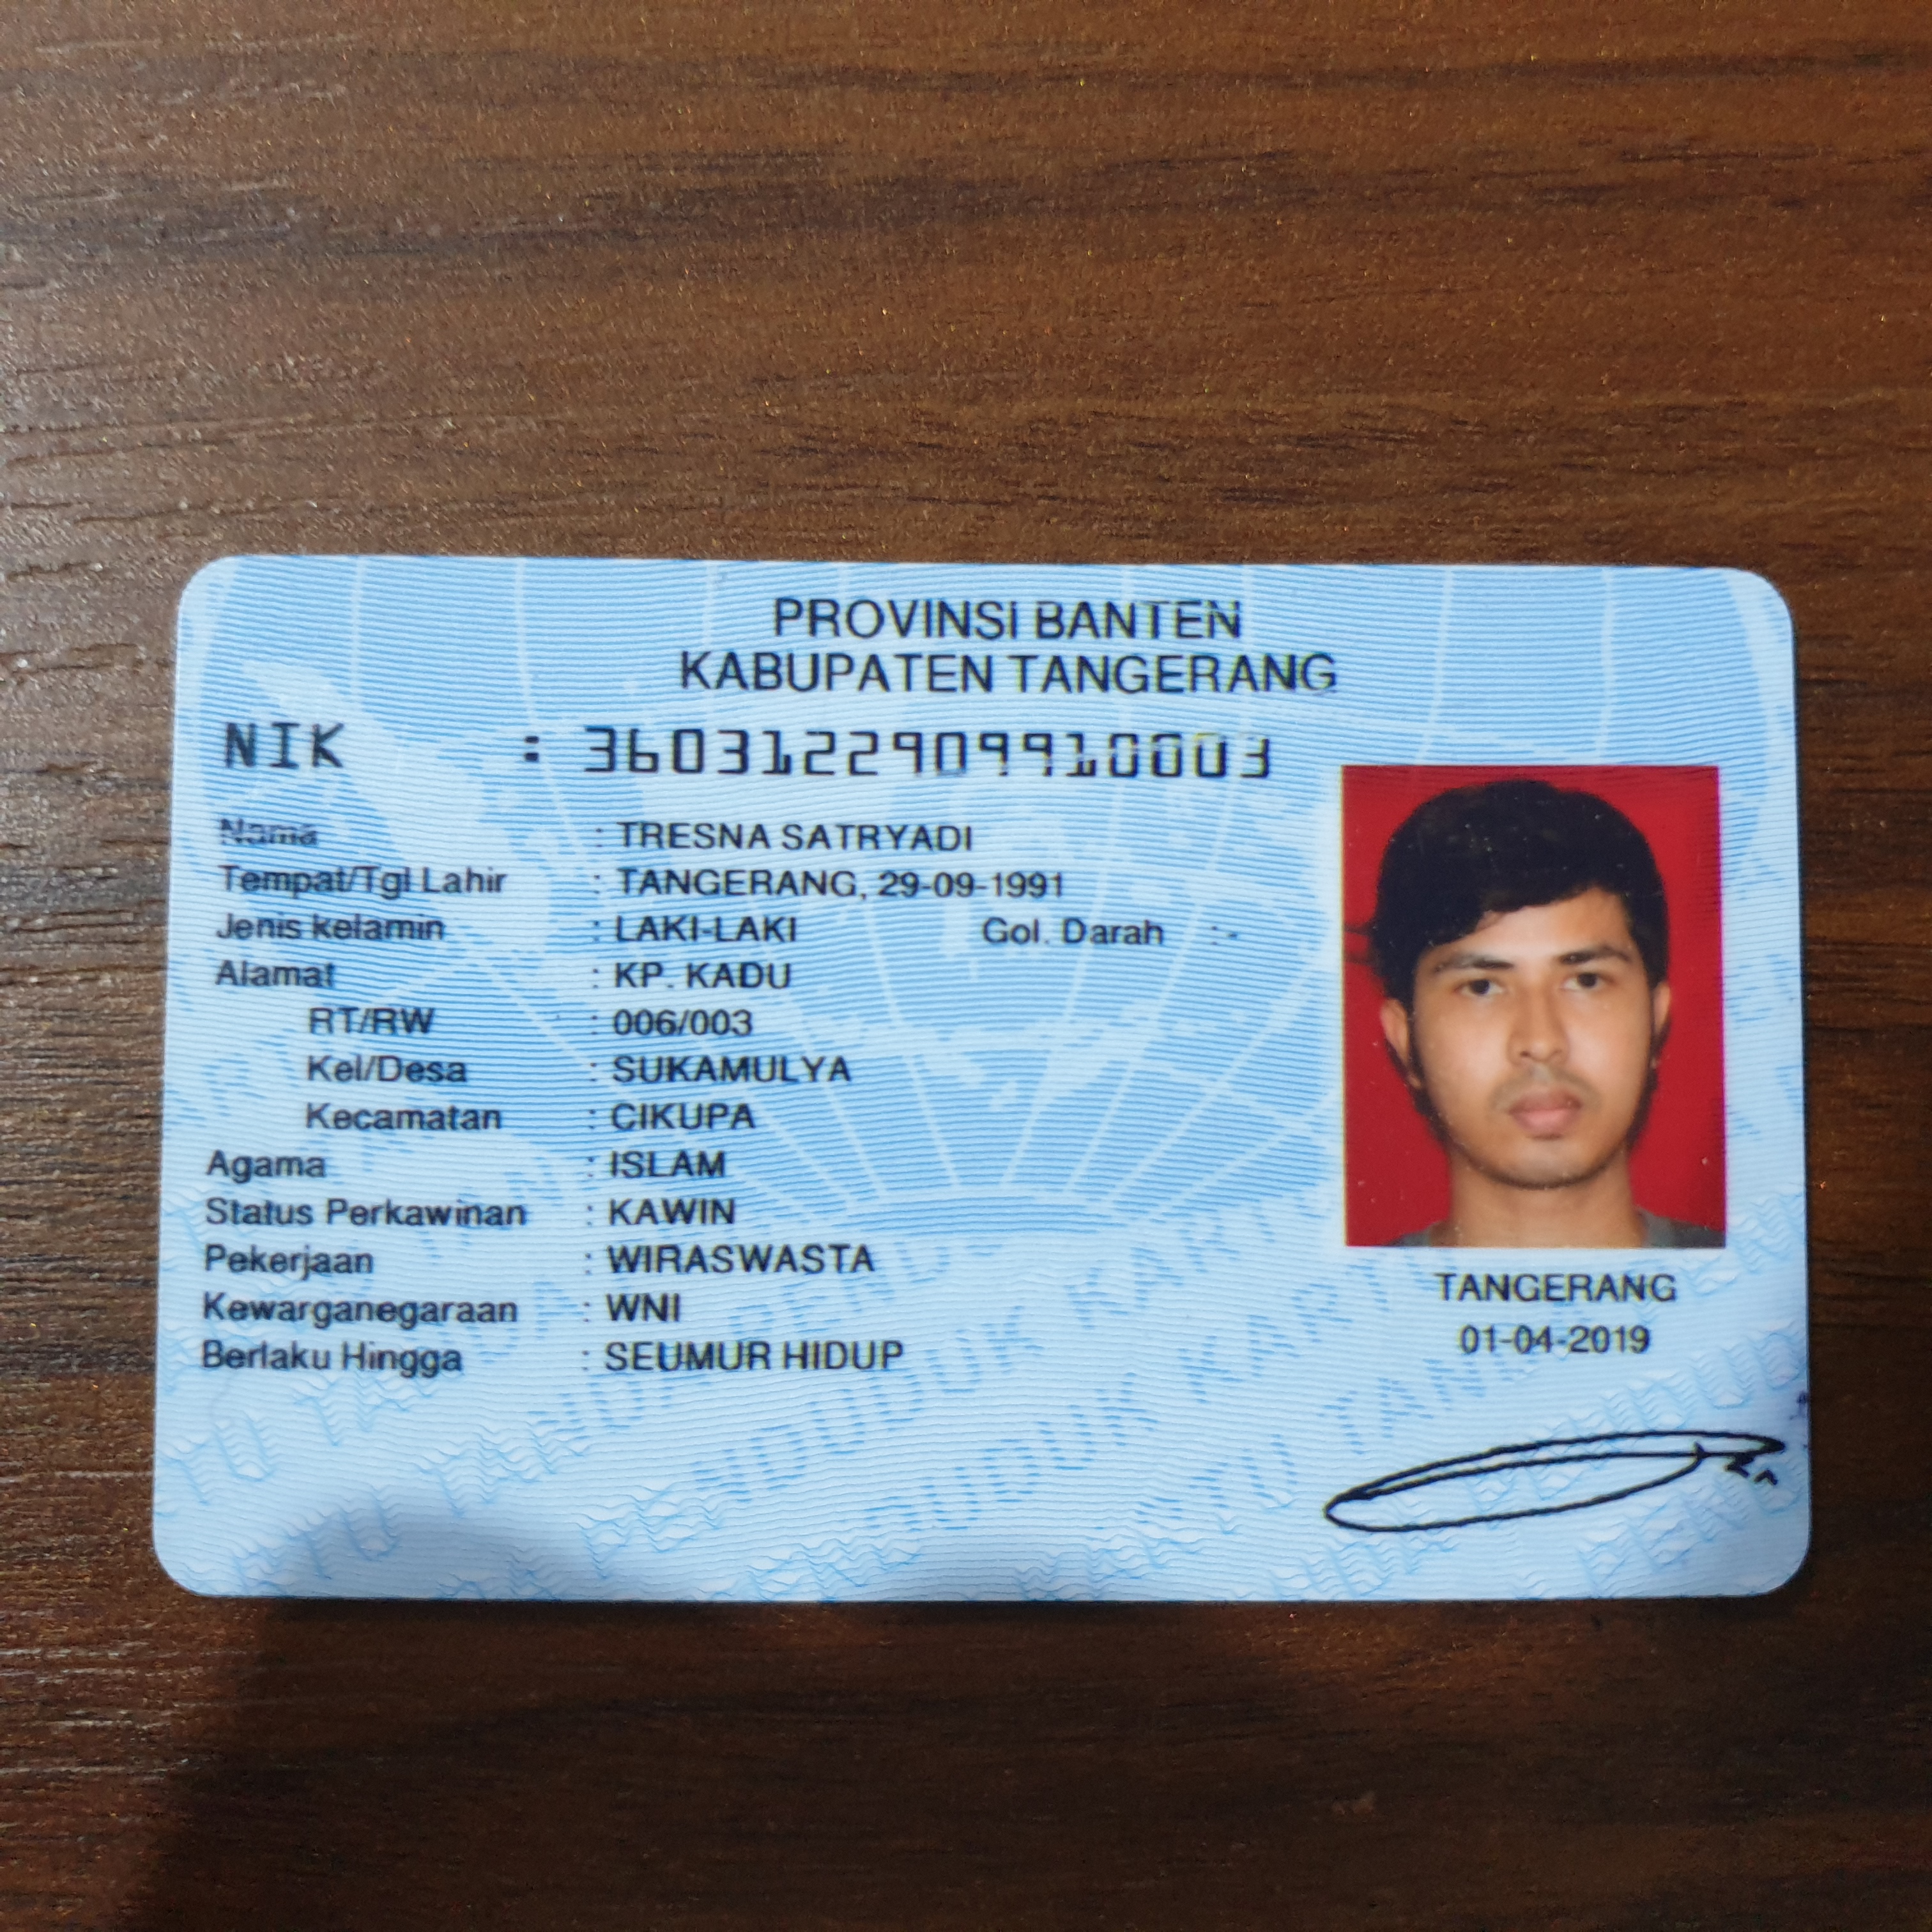 PROVINSI BANTEN
KABUPATEN TANGERANG
NIK : 3603122909910003
Nama : TRESNA SATRYADI
Tempat/Tgl Lahir : TANGERANG, 29-09-1991
Jenis kelamin : LAKI-LAKI Gol. Darah :-
Alamat : KP. KADU
RT/RW : 006/003
Kel/Desa : SUKAMULYA
Kecamatan : CIKUPA
Agama : ISLAM
Status Perkawinan : KAWIN
Pekerjaan : WIRASWASTA
Kewarganegaraan : WNI
Berlaku Hingga : SEUMUR HIDUP
TANGERANG
01-04-2019